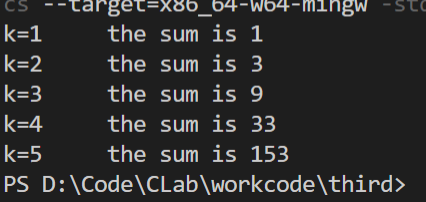 cs --target=x86_64-w64-mingw -std
k=1 the sum is 1
k=2 the sum is 3
k=3 the sum is 9
k=4 the sum is 33
k=5 the sum is 153
PS D:\Code\CLab\workcode\third>